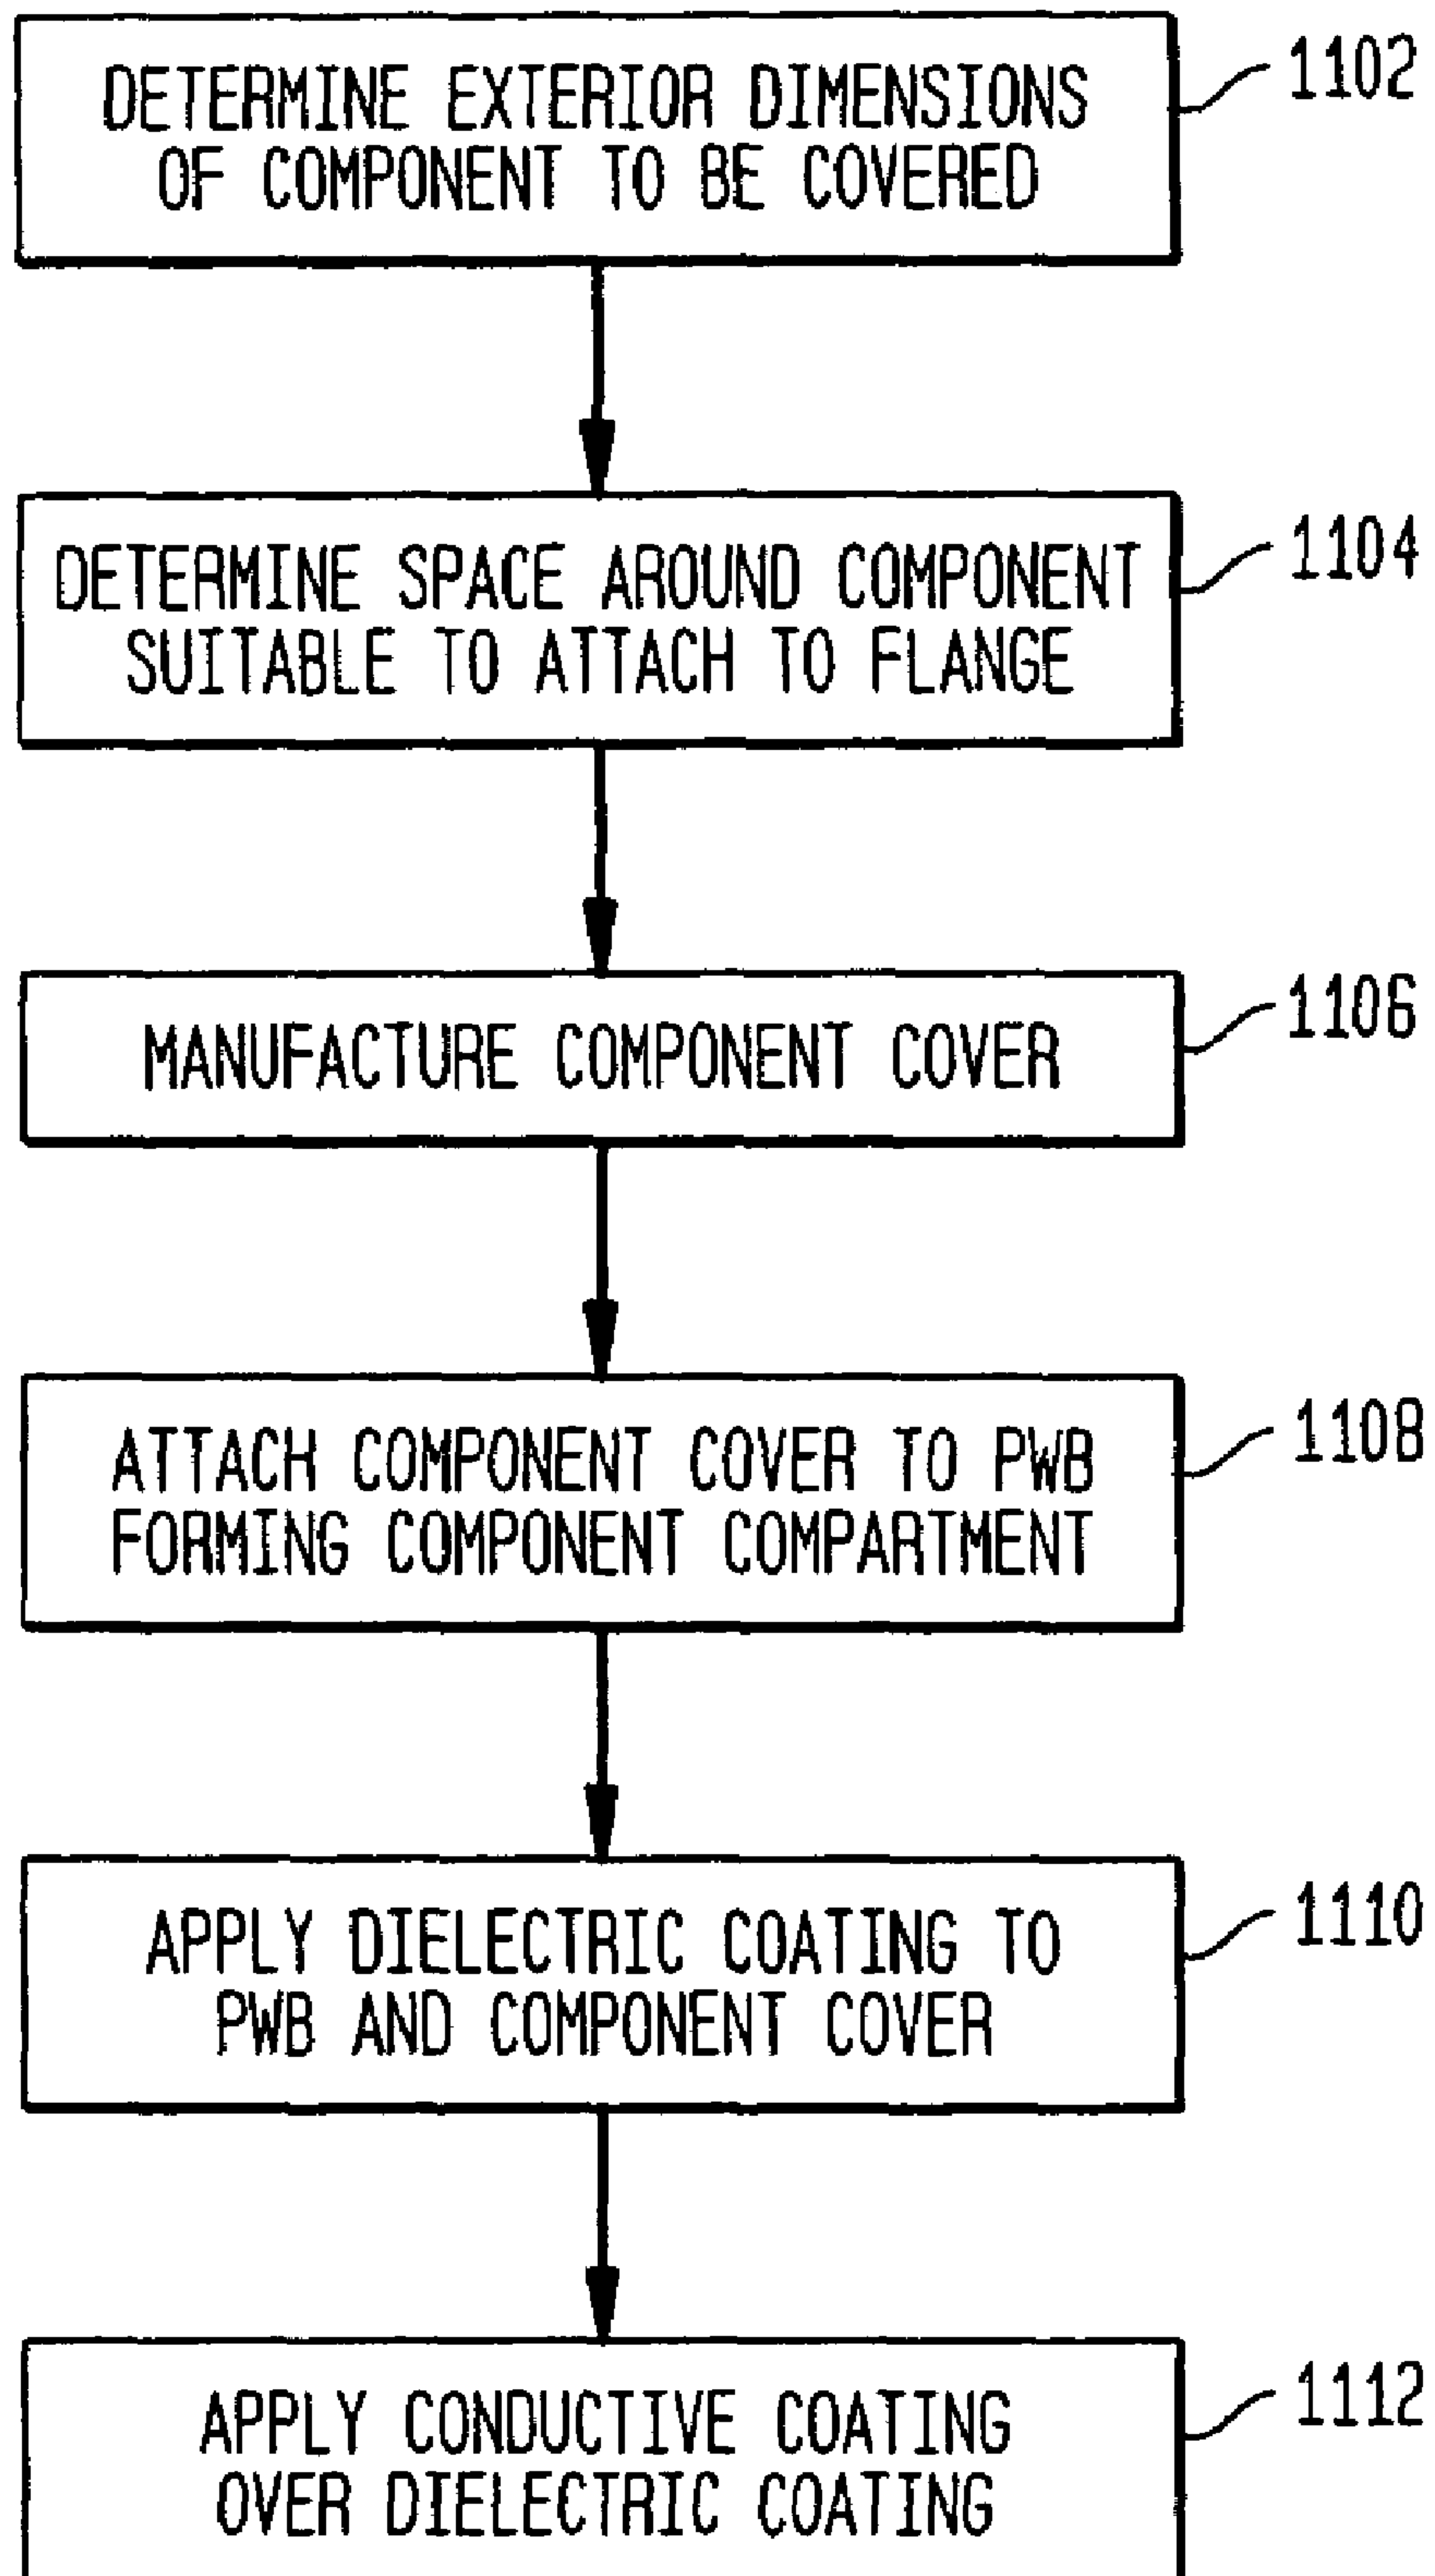 DETERMINE EXTERIOR DIMENSIONS
OF COMPONENT TO BE COVERED
1102
DETERMINE SPACE AROUND COMPONENT
SUITABLE TO ATTACH TO FLANGE
1104
MANUFACTURE COMPONENT COVER
1106
ATTACH COMPONENT COVER TO PWB
FORMING COMPONENT COMPARTMENT
1108
APPLY DIELECTRIC COATING TO
PWB AND COMPONENT COVER
1110
APPLY CONDUCTIVE COATING
OVER DIELECTRIC COATING
1112